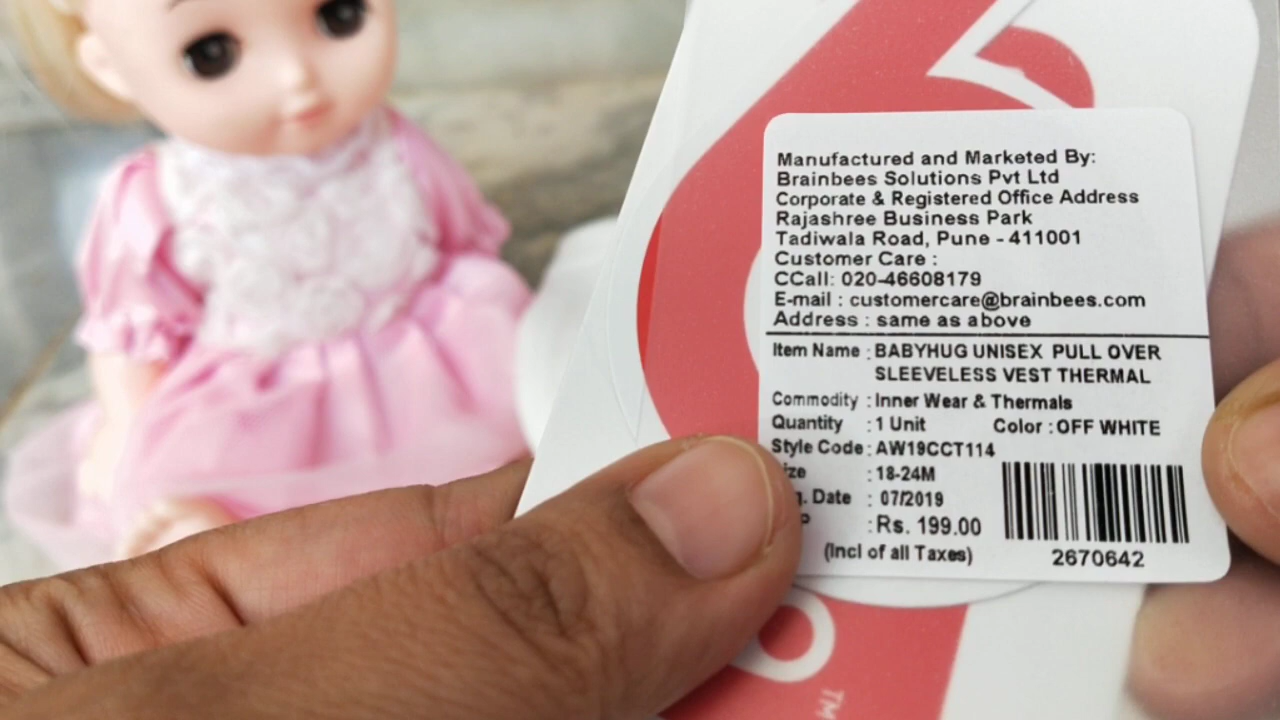 Manufactured and Marketed By:
Brainbees Solutions Pvt Ltd
Corporate & Registered Office Address
Rajashree Business Park
Tadiwala Road, Pune - 411001
Customer Care :
CCall: 020-46608179
E-mail : customercare@brainbees.com
Address : same as above
Item Name : BABYHUG UNISEX PULL OVER
SLEEVELESS VEST THERMAL
Commodity : Inner Wear & Thermals
Quantity : 1 Unit Color : OFF WHITE
Style Code : AW19CCT114
: 18-24M
Date : 07/2019
: Rs. 199.00
(Incl of all Taxes)
2670642
TM